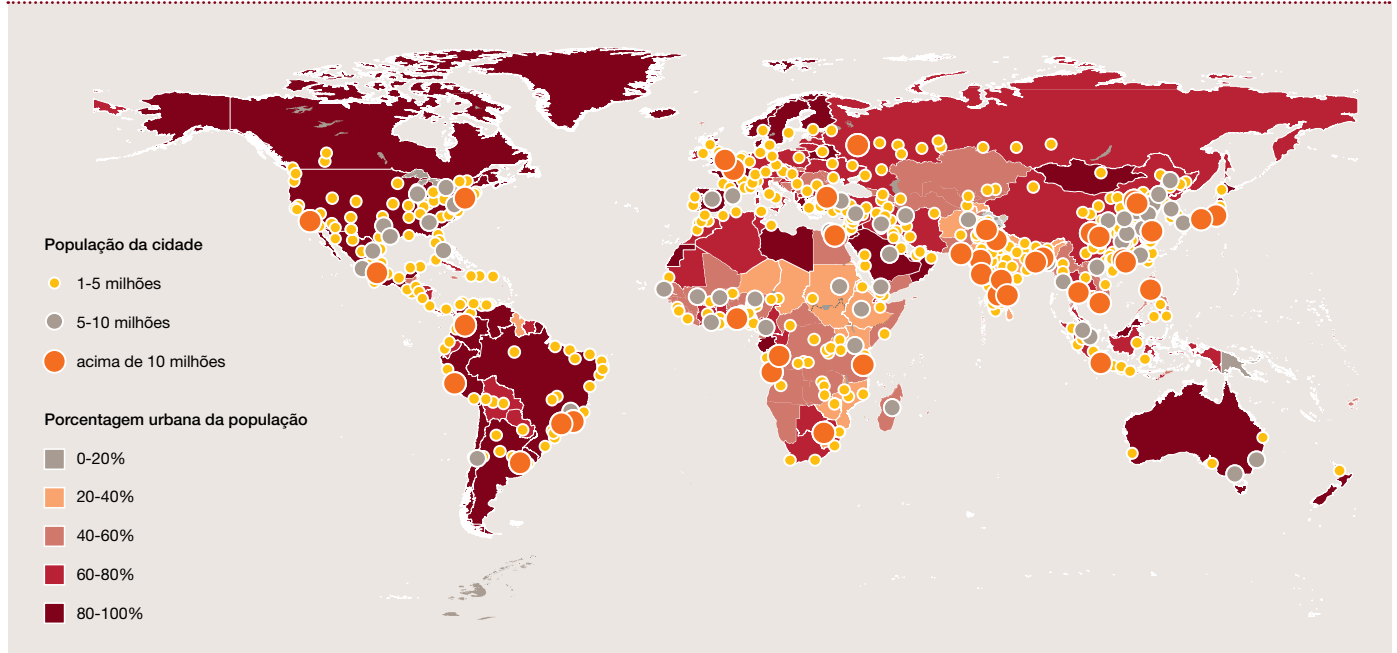 População da cidade
1-5 milhões
5-10 milhões
acima de 10 milhões
Porcentagem urbana da população
0-20%
20-40%
40-60%
60-80%
80-100%